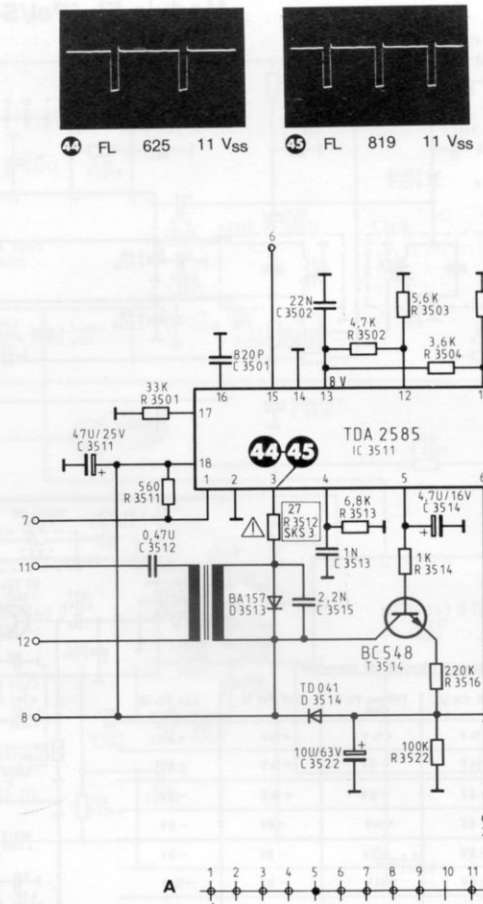 44 FL 625 11 Vss
45 FL 819 11 Vss
6
22N
C3502
5,6K
R3503
4,7K
R3502
3,6K
R3504
820P
C3501
8V
16 15 14 13 12 1
33K
R3501
17
47U/25V
C3511
+
TDA 2585
IC 3511
44 45
18
560
R3511
1 2 3 4 5 6
7
27
R3512
SKS3
6,8K
R3513
4,7U/16V
C3514
+
0,47U
C3512
1N
C3513
1K
R3514
11
BA157
D3513
2,2N
C3515
BC548
T3514
12
220K
R3516
TD041
D3514
8
10U/63V
C3522
+
100K
R3522
A 1 2 3 4 5 6 7 8 9 10 11